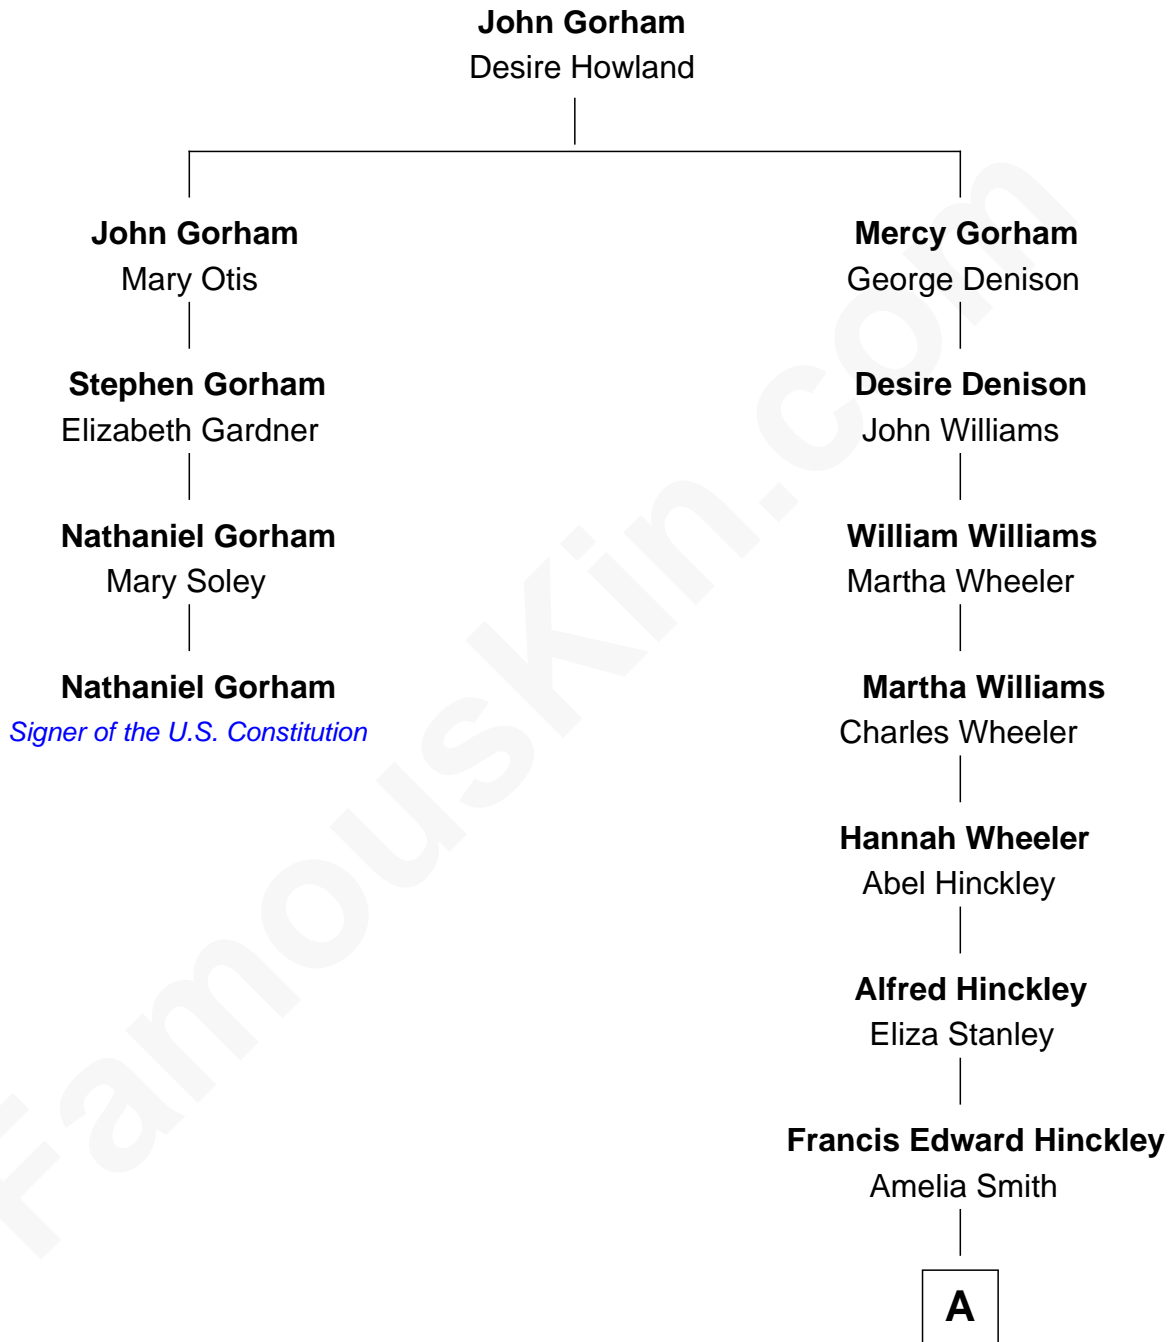 John Gorham
Desire Howland
John Gorham
Mary Otis
Stephen Gorham
Elizabeth Gardner
Nathaniel Gorham
Mary Soley
Nathaniel Gorham
Signer of the U.S. Constitution
Mercy Gorham
George Denison
Desire Denison
John Williams
William Williams
Martha Wheeler
Martha Williams
Charles Wheeler
Hannah Wheeler
Abel Hinckley
Alfred Hinckley
Eliza Stanley
Francis Edward Hinckley
Amelia Smith
A
FamousKin.com